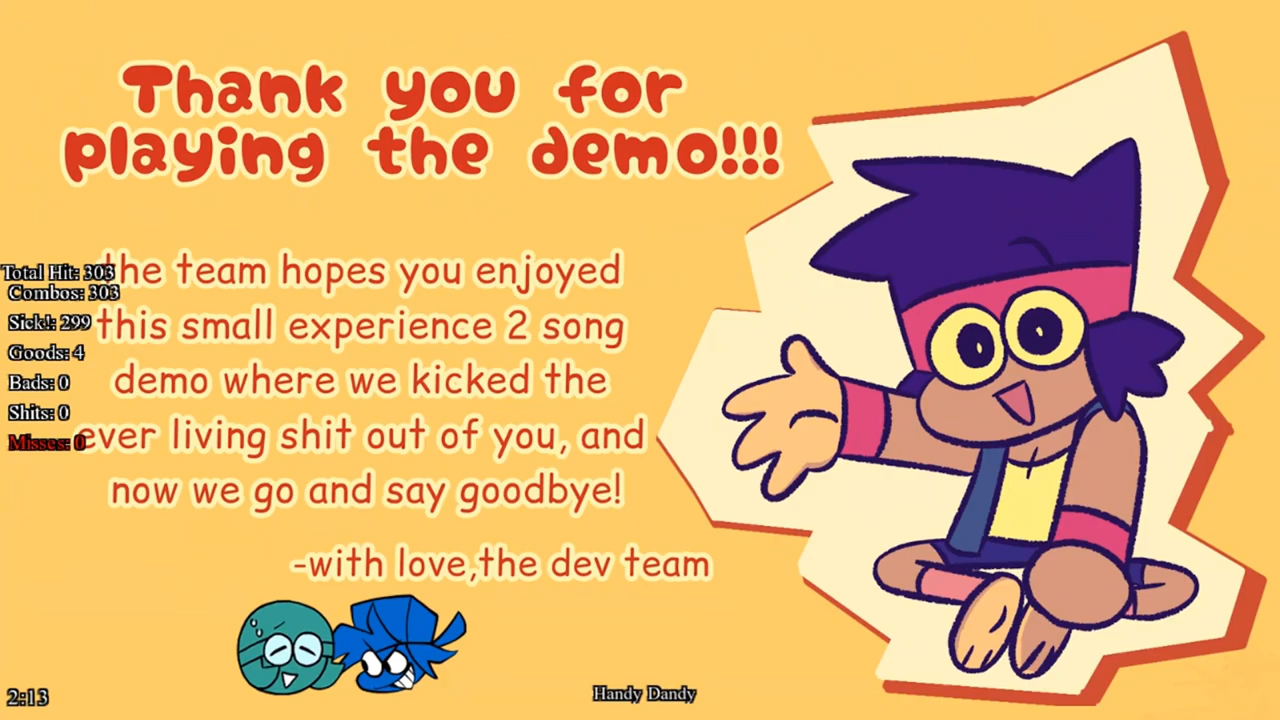 Thank you for
playing the demo!!!
the team hopes you enjoyed
this small experience 2 song
demo where we kicked the
ever living shit out of you, and
now we go and say goodbye!
-with love,the dev team
Total Hit: 303
Combos: 303
Sick!: 299
Goods: 4
Bads: 0
Shits: 0
Misses: 0
2:13
Handy Dandy